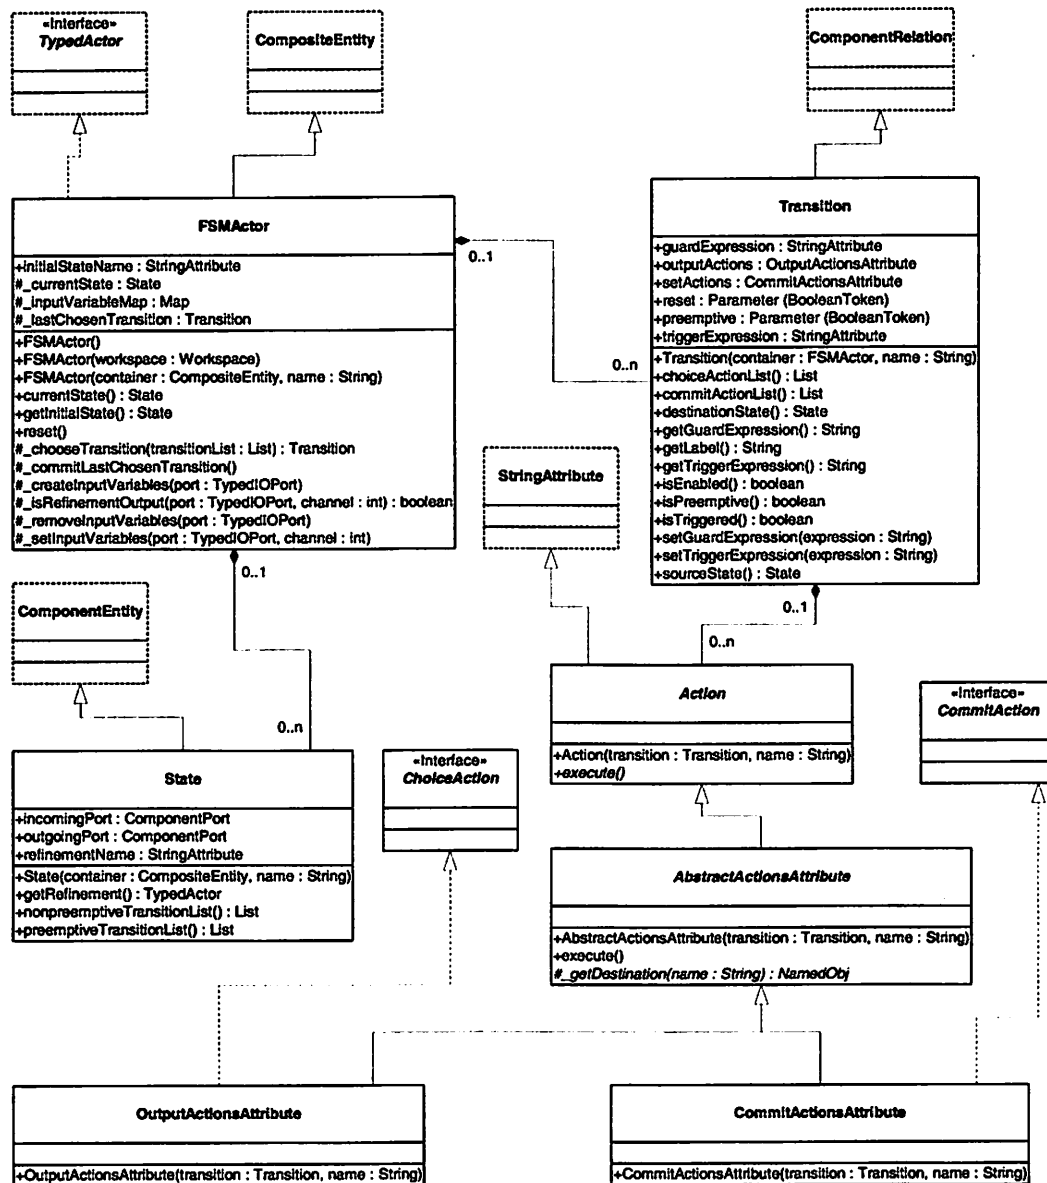 «Interface»
TypedActor
CompositeEntity
ComponentRelation
FSMActor
+initialStateName : StringAttribute
#_currentState : State
#_inputVariableMap : Map
#_lastChosenTransition : Transition
+FSMActor()
+FSMActor(workspace : Workspace)
+FSMActor(container : CompositeEntity, name : String)
+currentState() : State
+getInitialState() : State
+reset()
#_chooseTransition(transitionList : List) : Transition
#_commitLastChosenTransition()
#_createInputVariables(port : TypedIOPort)
#_isRefinementOutput(port : TypedIOPort, channel : int) : boolean
#_removeInputVariables(port : TypedIOPort)
#_setInputVariables(port : TypedIOPort, channel : int)
0..1
0..n
0..1
Transition
+guardExpression : StringAttribute
+outputActions : OutputActionsAttribute
+setActions : CommitActionsAttribute
+reset : Parameter (BooleanToken)
+preemptive : Parameter (BooleanToken)
+triggerExpression : StringAttribute
+Transition(container : FSMActor, name : String)
+choiceActionList() : List
+commitActionList() : List
+destinationState() : State
+getGuardExpression() : String
+getLabel() : String
+getTriggerExpression() : String
+isEnabled() : boolean
+isPreemptive() : boolean
+isTriggered() : boolean
+setGuardExpression(expression : String)
+setTriggerExpression(expression : String)
+sourceState() : State
0..1
0..n
StringAttribute
ComponentEntity
0..n
State
+incomingPort : ComponentPort
+outgoingPort : ComponentPort
+refinementName : StringAttribute
+State(container : CompositeEntity, name : String)
+getRefinement() : TypedActor
+nonpreemptiveTransitionList() : List
+preemptiveTransitionList() : List
«Interface»
ChoiceAction
Action
+Action(transition : Transition, name : String)
+execute()
«Interface»
CommitAction
AbstractActionsAttribute
+AbstractActionsAttribute(transition : Transition, name : String)
+execute()
#_getDestination(name : String) : NamedObj
OutputActionsAttribute
+OutputActionsAttribute(transition : Transition, name : String)
CommitActionsAttribute
+CommitActionsAttribute(transition : Transition, name : String)